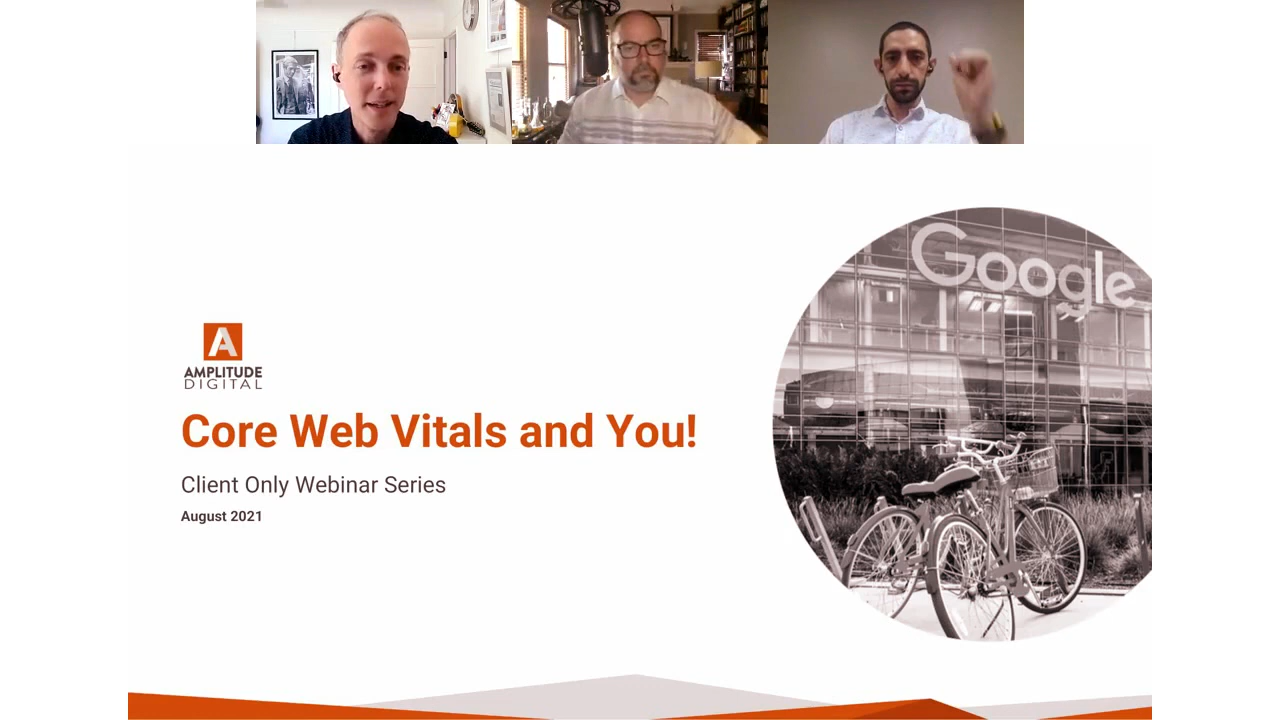 Google
AMPLITUDE
DIGITAL
Core Web Vitals and You!
Client Only Webinar Series
August 2021